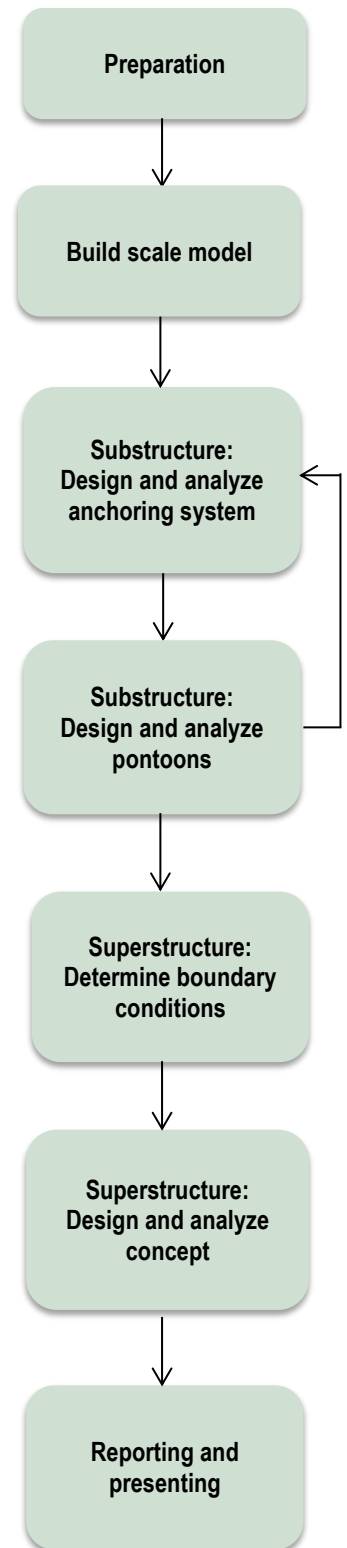 Preparation
Build scale model
Substructure:
Design and analyze
anchoring system
Substructure:
Design and analyze
pontoons
Superstructure:
Determine boundary
conditions
Superstructure:
Design and analyze
concept
Reporting and
presenting